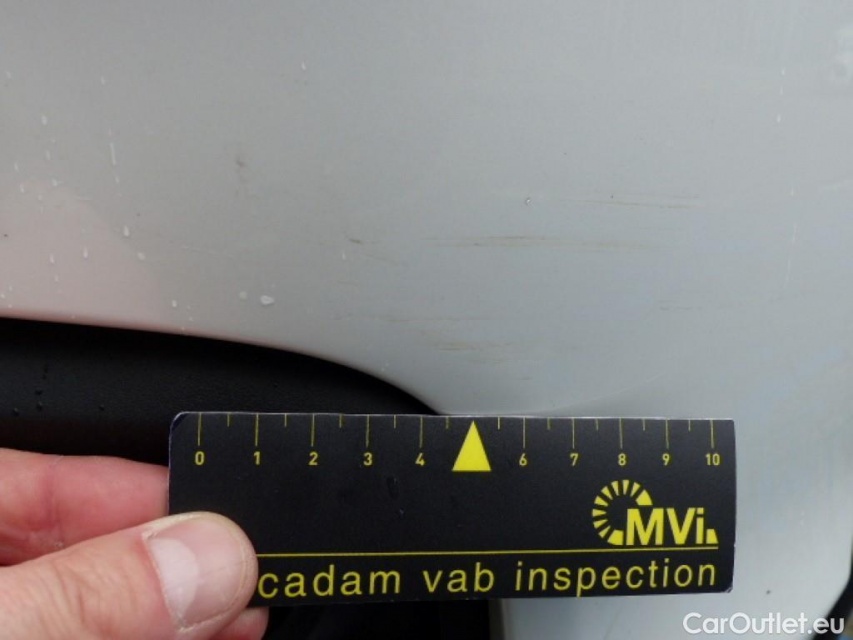 0 1 2 3 4 6 7 8 9 10
MVi
cadam vab inspection
CarOutlet.eu